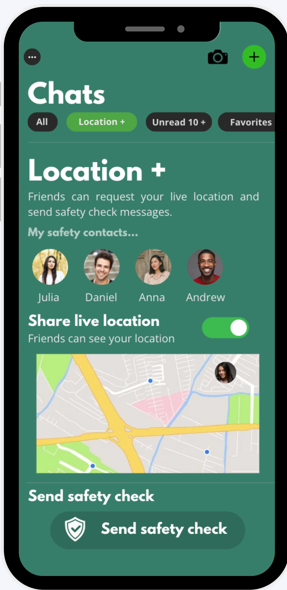 Chats
All
Location +
Unread 10 +
Favorites
Location +
Friends can request your live location and
send safety check messages.
My safety contacts...
Julia
Daniel
Anna
Andrew
Share live location
Friends can see your location
Send safety check
Send safety check